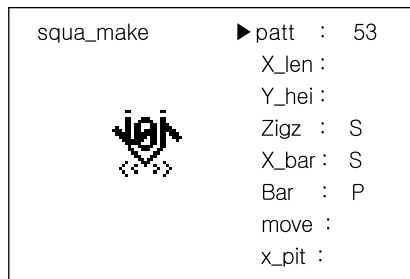 squa_make
▶patt : 53
X_len :
Y_hei :
Zigz : S
X_bar : S
Bar : P
move :
x_pit :